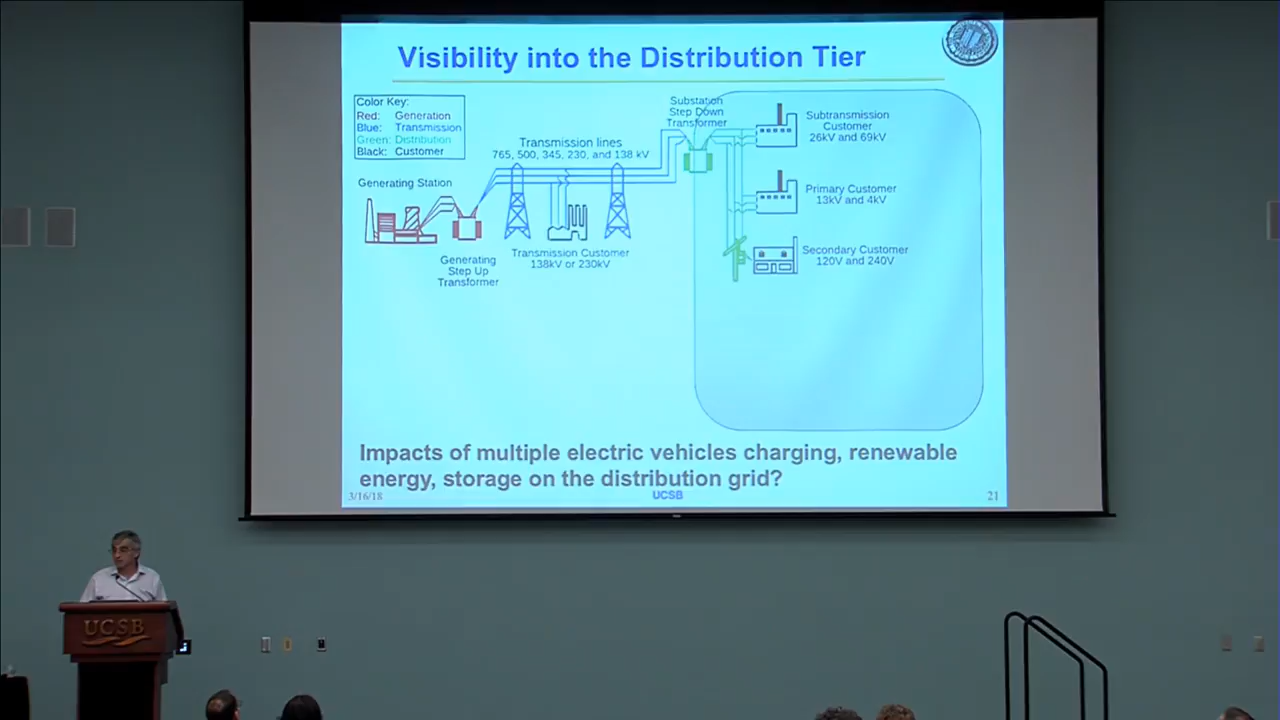 Visibility into the Distribution Tier
Color Key:
Red: Generation
Blue: Transmission
Green: Distribution
Black: Customer
Substation
Step Down
Transformer
Subtransmission
Customer
26kV and 69kV
Transmission lines
765, 500, 345, 230, and 138 kV
Generating Station
Primary Customer
13kV and 4kV
Transmission Customer
138kV or 230kV
Secondary Customer
120V and 240V
Generating
Step Up
Transformer
Impacts of multiple electric vehicles charging, renewable
energy, storage on the distribution grid?
3/16/18
UCSB
21
UCSB